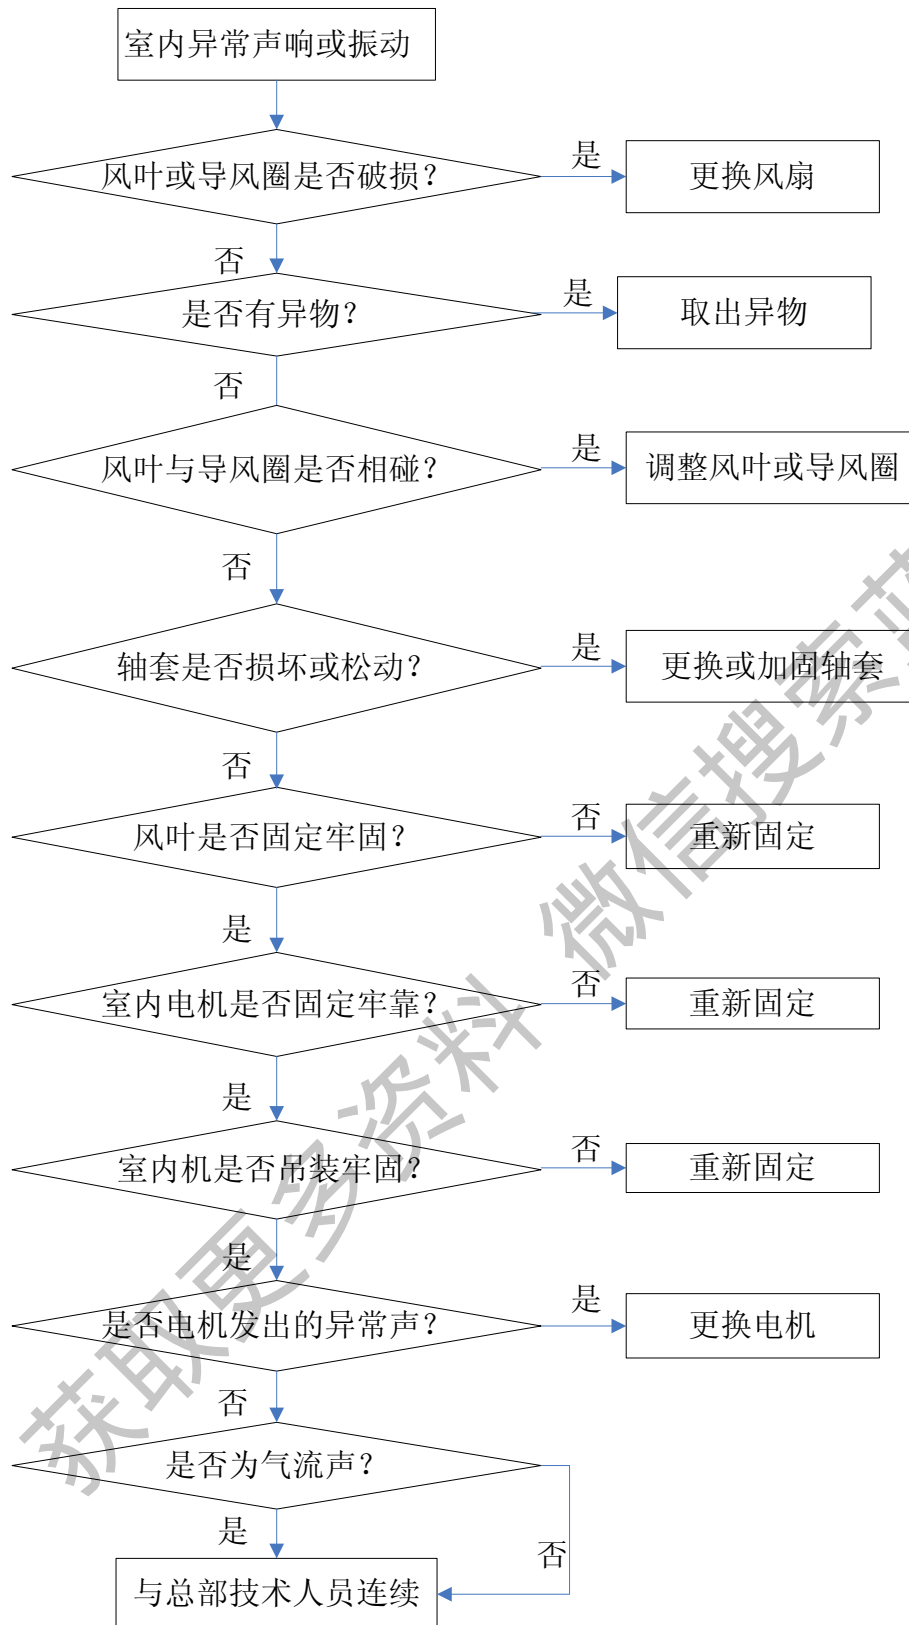 室内异常声响或振动
风叶或导风圈是否破损？
是
更换风扇
否
是否有异物？
是
取出异物
否
风叶与导风圈是否相碰？
是
调整风叶或导风圈
否
轴套是否损坏或松动？
是
更换或加固轴套
否
风叶是否固定牢固？
否
重新固定
是
室内电机是否固定牢靠？
否
重新固定
是
室内机是否吊装牢固？
否
重新固定
是
是否电机发出的异常声？
是
更换电机
否
是否为气流声？
是
否
与总部技术人员连续
获取更多资料 微信搜索